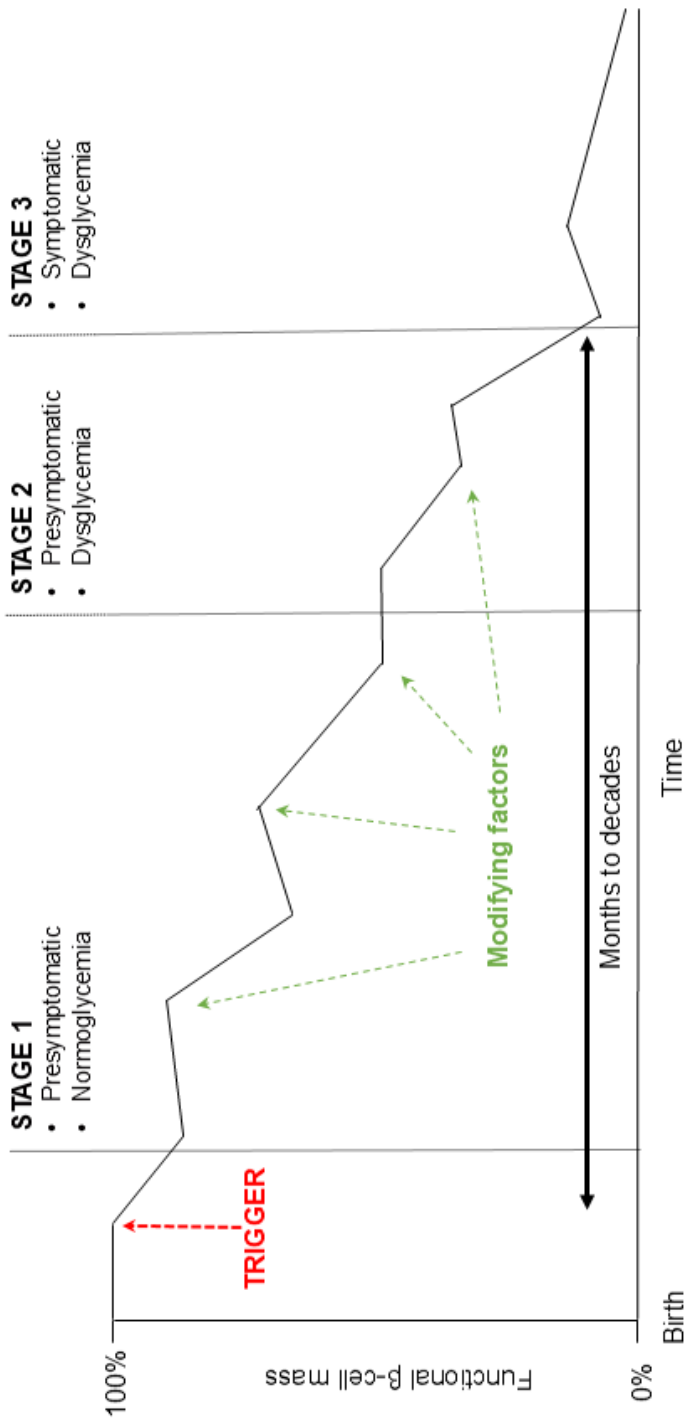 STAGE 1
• Presymptomatic
• Normoglycemia
STAGE 2
• Presymptomatic
• Dysglycemia
STAGE 3
• Symptomatic
• Dysglycemia
100%
Functional β-cell mass
0%
TRIGGER
Modifying factors
Months to decades
Birth
Time